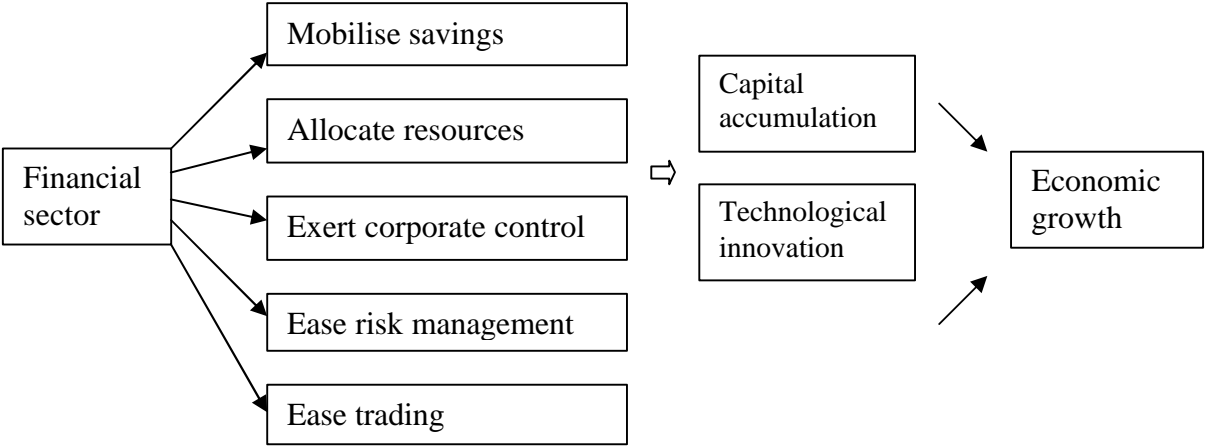 Financial
sector
Mobilise savings
Allocate resources
Exert corporate control
Ease risk management
Ease trading
Capital
accumulation
Technological
innovation
Economic
growth